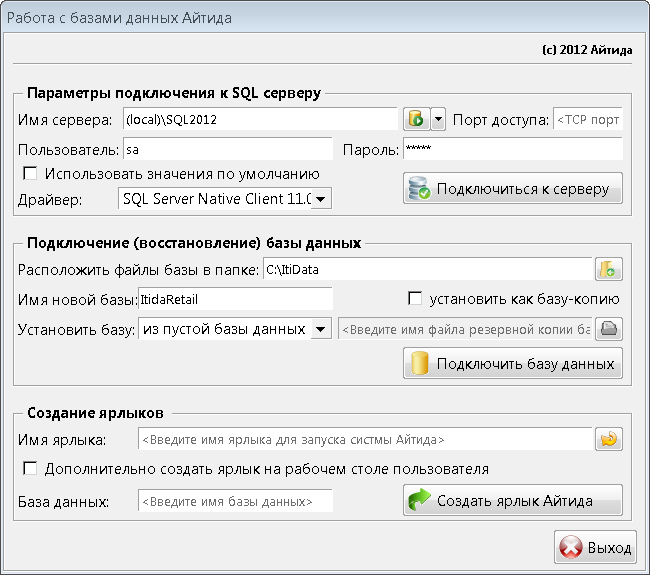 Работа с базами данных Айтида
(c) 2012 Айтида
Параметры подключения к SQL серверу
Имя сервера: (local)\SQL2012 Порт доступа: <TCP порт
Пользователь: sa Пароль: *****
Использовать значения по умолчанию
Драйвер: SQL Server Native Client 11.0 Подключиться к серверу
Подключение (восстановление) базы данных
Расположить файлы базы в папке: C:\ItiData
Имя новой базы: ItidaRetail установить как базу-копию
Установить базу: из пустой базы данных <Введите имя файла резервной копии ба
Подключить базу данных
Создание ярлыков
Имя ярлыка: <Введите имя ярлыка для запуска систмы Айтида>
Дополнительно создать ярлык на рабочем столе пользователя
База данных: <Введите имя базы данных> Создать ярлык Айтида
Выход